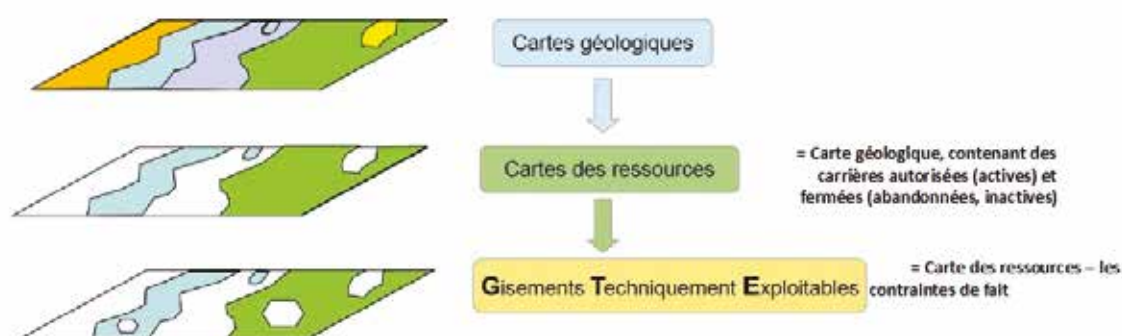 Cartes géologiques
Cartes des ressources
= Carte géologique, contenant des
carrières autorisées (actives) et
fermées (abandonnées, inactives)
Gisements Techniquement Exploitables
= Carte des ressources – les
contraintes de fait